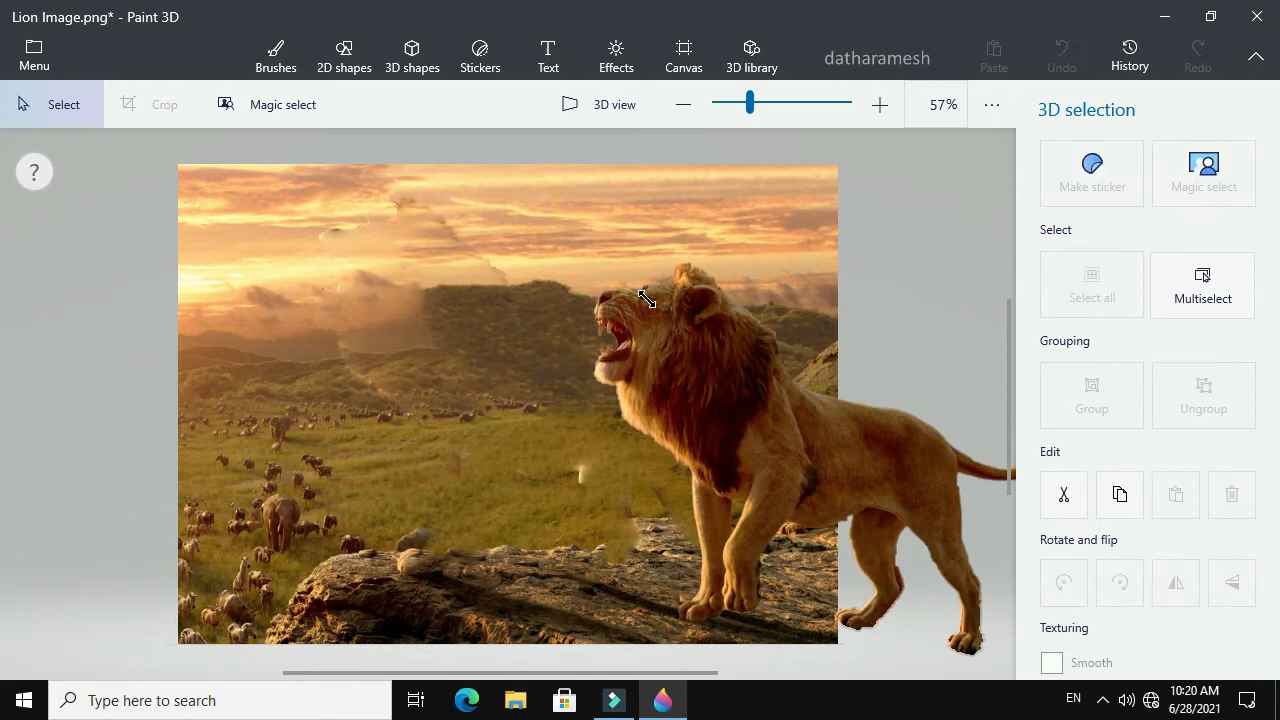 Lion Image.png* - Paint 3D
Menu
Brushes
2D shapes
3D shapes
Stickers
Text
Effects
Canvas
3D library
datharamesh
Paste
Undo
History
Redo
Select
Crop
Magic select
3D view
57%
?
3D selection
Make sticker
Magic select
Select
Select all
Multiselect
Grouping
Group
Ungroup
Edit
Rotate and flip
Texturing
Smooth
Type here to search
EN
10:20 AM
6/28/2021